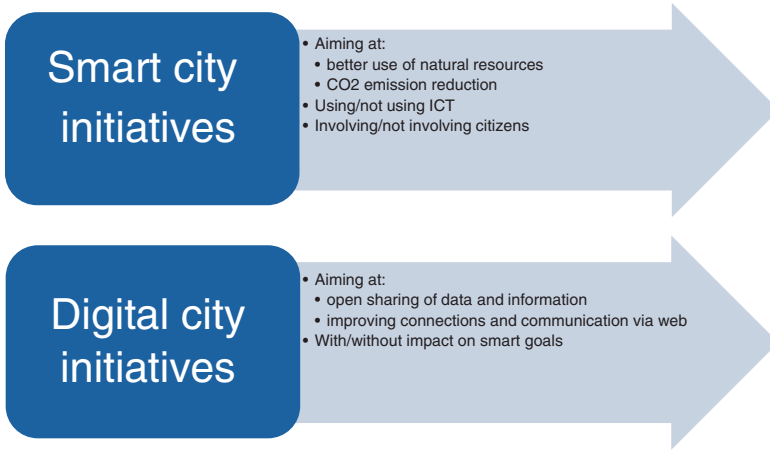 Smart city
initiatives
• Aiming at:
• better use of natural resources
• CO2 emission reduction
• Using/not using ICT
• Involving/not involving citizens
Digital city
initiatives
• Aiming at:
• open sharing of data and information
• improving connections and communication via web
• With/without impact on smart goals